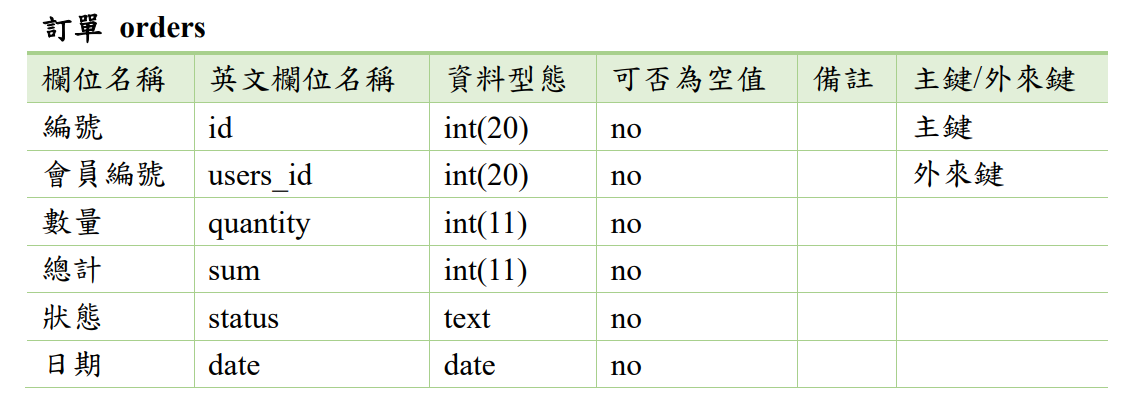 訂單 orders
欄位名稱 英文欄位名稱 資料型態 可否為空值 備註 主鍵/外來鍵
編號 id int(20) no 主鍵
會員編號 users_id int(20) no 外來鍵
數量 quantity int(11) no
總計 sum int(11) no
狀態 status text no
日期 date date no